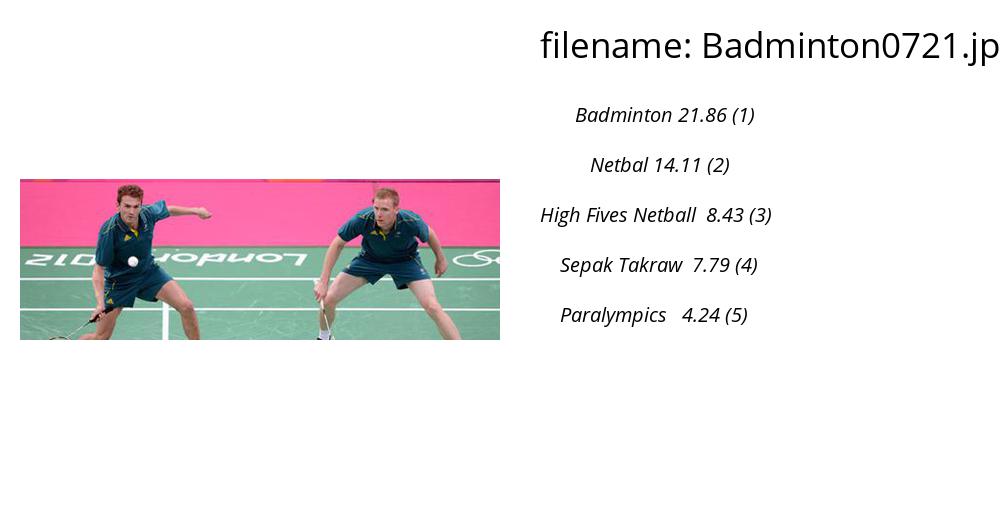 filename: Badminton0721.jp
Badminton 21.86 (1)
Netbal 14.11 (2)
High Fives Netball 8.43 (3)
Sepak Takraw 7.79 (4)
Paralympics 4.24 (5)
London 2012